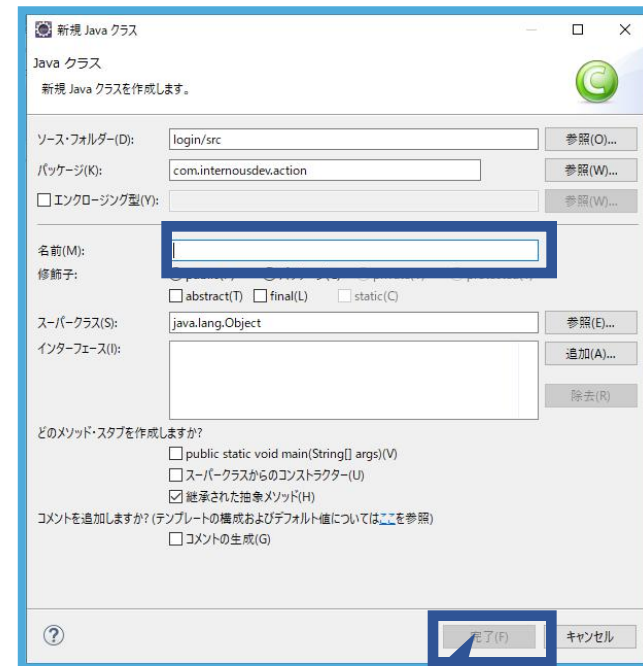 新規 Java クラス
Java クラス
新規 Java クラスを作成します。
ソース・フォルダー(D): login/src 参照(O)...
パッケージ(K): com.internousdev.action 参照(W)...
エンクロージング型(Y): 参照(W)...
名前(M):
修飾子:
abstract(T) final(L) static(C)
スーパークラス(S): java.lang.Object 参照(E)...
インターフェース(I): 追加(A)...
除去(R)
どのメソッド・スタブを作成しますか?
public static void main(String[] args)(V)
スーパークラスからのコンストラクター(U)
継承された抽象メソッド(H)
コメントを追加しますか? (テンプレートの構成およびデフォルト値についてはここを参照)
コメントの生成(G)
完了(F) キャンセル